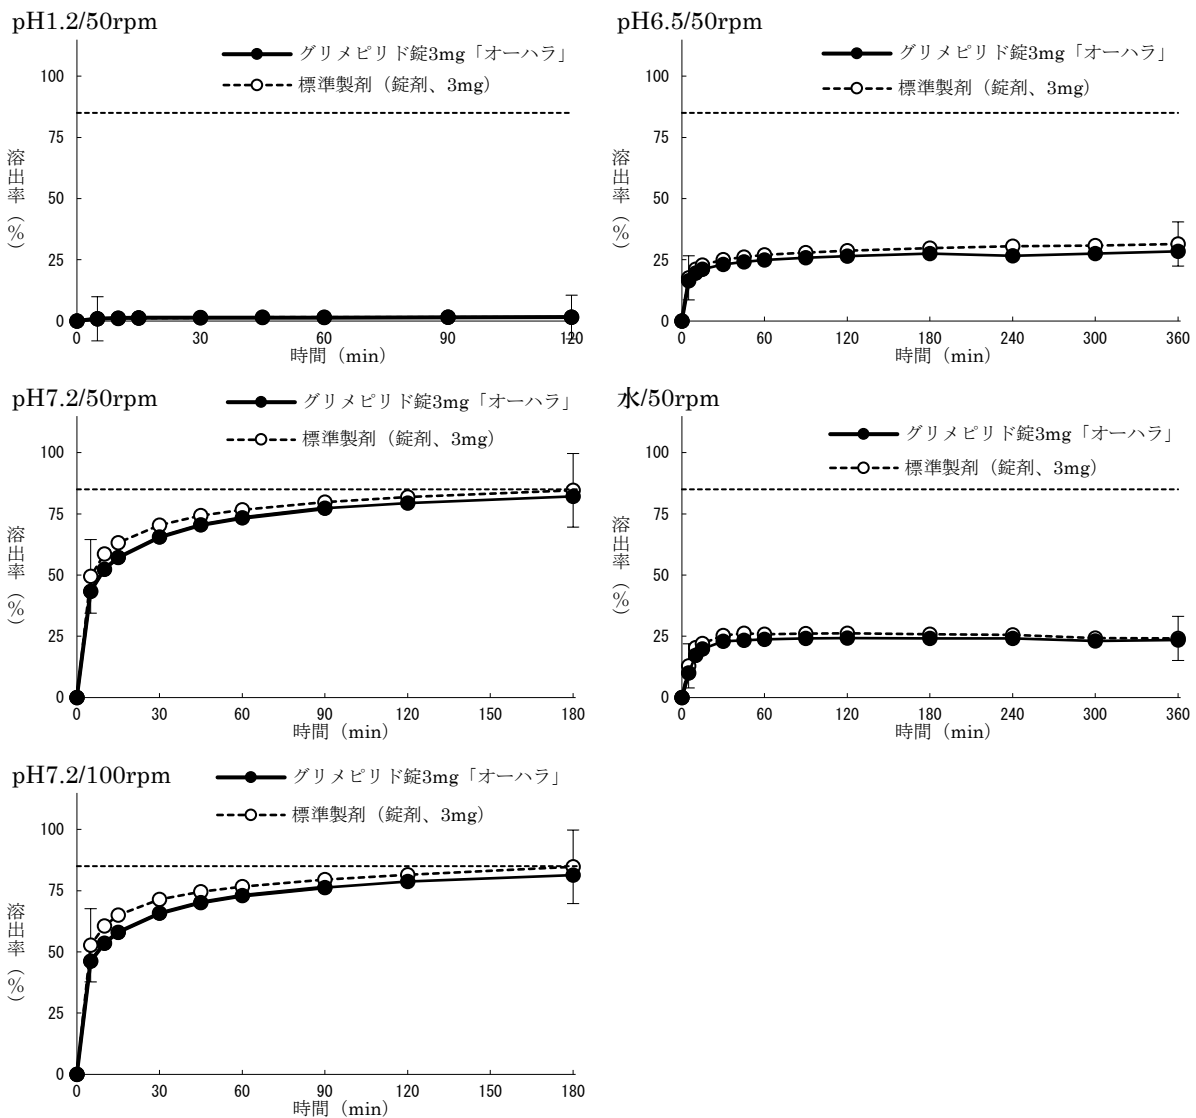 pH1.2/50rpm
グリメピリド錠3mg「オーハラ」
標準製剤（錠剤、3mg）
100
75
50
25
0
溶出率（％）
0 30 60 90 120
時間（min）
pH6.5/50rpm
グリメピリド錠3mg「オーハラ」
標準製剤（錠剤、3mg）
100
75
50
25
0
溶出率（％）
0 60 120 180 240 300 360
時間（min）
pH7.2/50rpm
グリメピリド錠3mg「オーハラ」
標準製剤（錠剤、3mg）
100
75
50
25
0
溶出率（％）
0 30 60 90 120 150 180
時間（min）
水/50rpm
グリメピリド錠3mg「オーハラ」
標準製剤（錠剤、3mg）
100
75
50
25
0
溶出率（％）
0 60 120 180 240 300 360
時間（min）
pH7.2/100rpm
グリメピリド錠3mg「オーハラ」
標準製剤（錠剤、3mg）
100
75
50
25
0
溶出率（％）
0 30 60 90 120 150 180
時間（min）